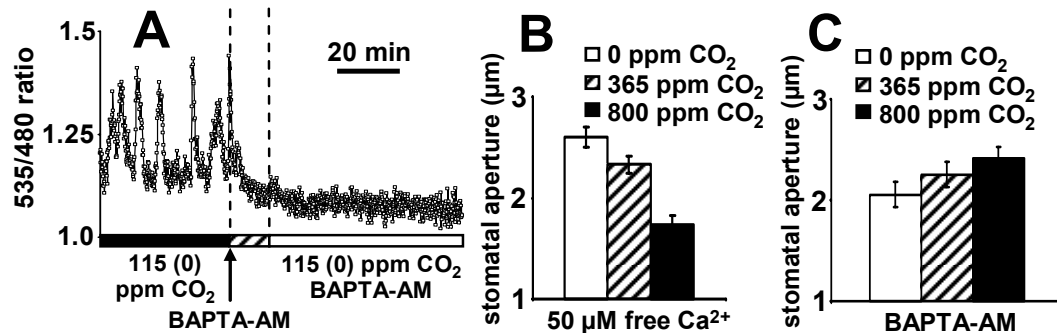 A
20 min
535/480 ratio
1.5
1.25
1.0
115 (0)
ppm CO₂
115 (0) ppm CO₂
BAPTA-AM
BAPTA-AM
B
0 ppm CO₂
365 ppm CO₂
800 ppm CO₂
stomatal aperture (µm)
3
2
1
50 µM free Ca²⁺
C
0 ppm CO₂
365 ppm CO₂
800 ppm CO₂
stomatal aperture (µm)
3
2
1
BAPTA-AM